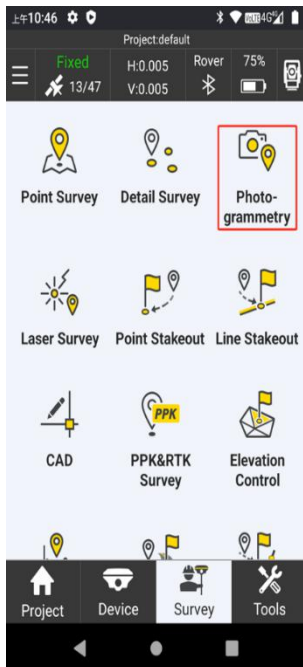 上午10:46 4G
Project:default
Fixed H:0.005 Rover 75%
13/47 V:0.005
Point Survey Detail Survey Photo-
grammetry
Laser Survey Point Stakeout Line Stakeout
PPK
CAD PPK&RTK Elevation
Survey Control
Project Device Survey Tools